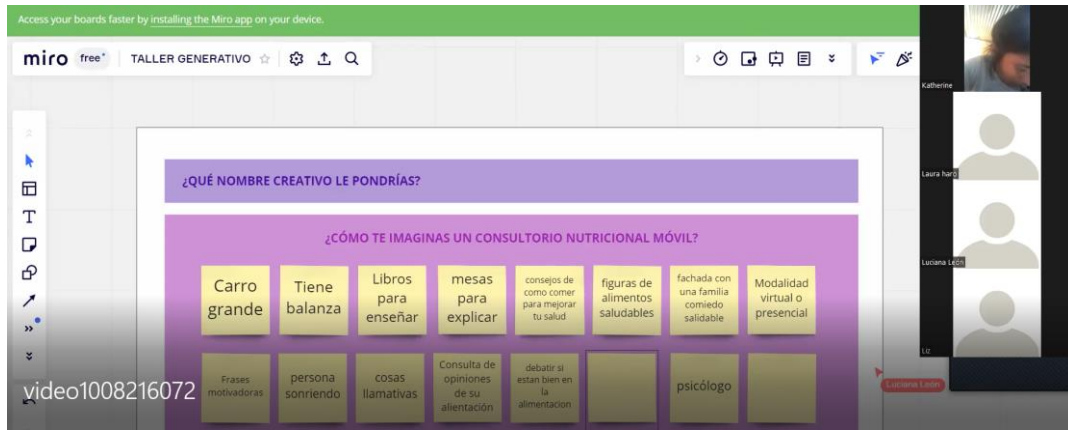 Access your boards faster by installing the Miro app on your device.
miro free TALLER GENERATIVO
Katherine
¿QUÉ NOMBRE CREATIVO LE PONDRÍAS?
Laura haro
¿CÓMO TE IMAGINAS UN CONSULTORIO NUTRICIONAL MÓVIL?
Luciana León
Carro
grande
Tiene
balanza
Libros
para
enseñar
mesas
para
explicar
consejos de
como comer
para mejorar
tu salud
figuras de
alimentos
saludables
fachada con
una familia
comiedo
salidable
Modalidad
virtual o
presencial
Liz
Frases
motivadoras
persona
sonriendo
cosas
llamativas
Consulta de
opiniones
de su
alientación
debatir si
estan bien en
la
alimentacion
psicólogo
Luciana León
video1008216072